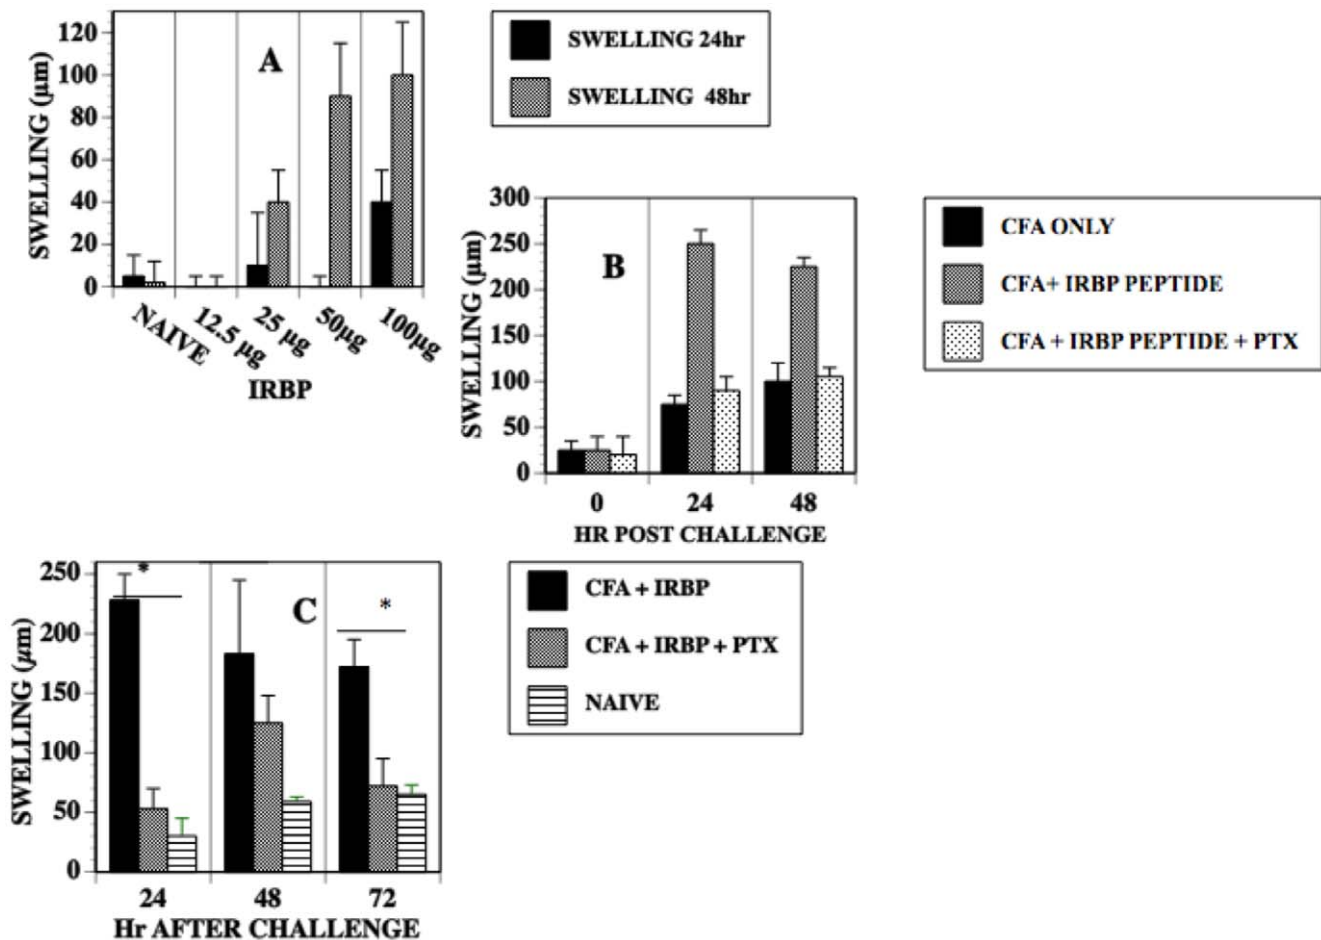 A
SWELLING (µm)
120
100
80
60
40
20
0
NAIVE
12.5 µg
25 µg
50µg
100µg
IRBP
SWELLING 24hr
SWELLING 48hr
B
SWELLING (µm)
300
250
200
150
100
50
0
0
24
48
HR POST CHALLENGE
CFA ONLY
CFA+ IRBP PEPTIDE
CFA + IRBP PEPTIDE + PTX
C
SWELLING (µm)
250
200
150
100
50
0
*
*
24
48
72
Hr AFTER CHALLENGE
CFA + IRBP
CFA + IRBP + PTX
NAIVE